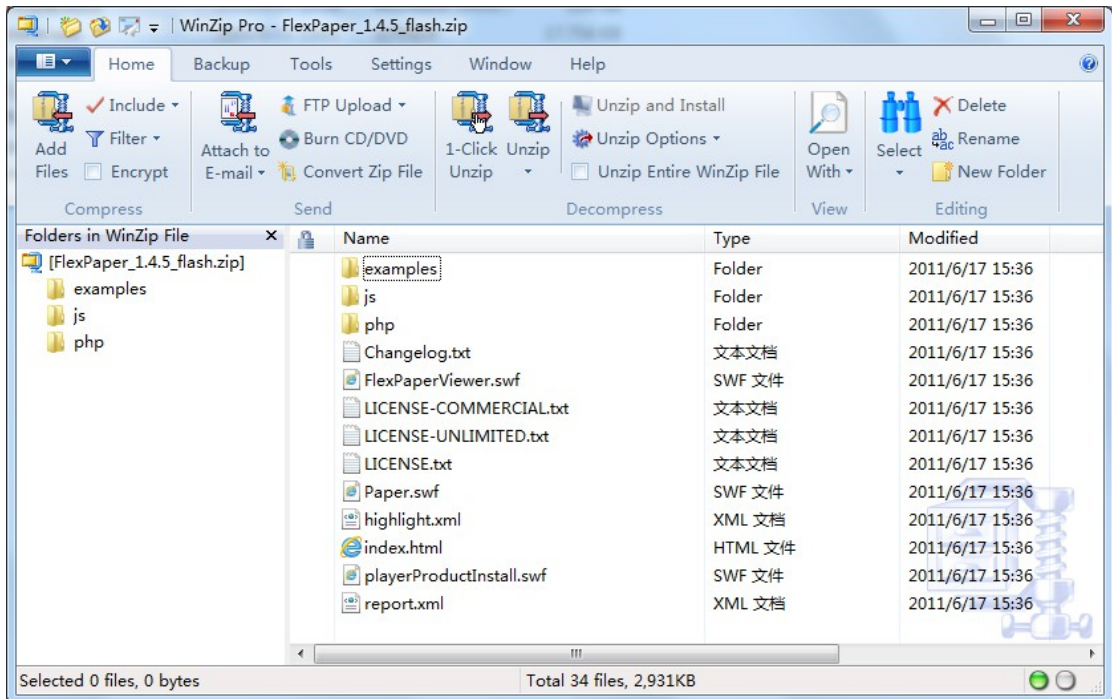 WinZip Pro - FlexPaper_1.4.5_flash.zip
Home Backup Tools Settings Window Help
Add Files
Include
Filter
Encrypt
Compress
Attach to E-mail
FTP Upload
Burn CD/DVD
Convert Zip File
Send
1-Click Unzip
Unzip
Unzip and Install
Unzip Options
Unzip Entire WinZip File
Decompress
Open With
View
Select
Delete
Rename
New Folder
Editing
Folders in WinZip File
[FlexPaper_1.4.5_flash.zip]
examples
js
php
Name Type Modified
examples Folder 2011/6/17 15:36
js Folder 2011/6/17 15:36
php Folder 2011/6/17 15:36
Changelog.txt 文本文档 2011/6/17 15:36
FlexPaperViewer.swf SWF 文件 2011/6/17 15:36
LICENSE-COMMERCIAL.txt 文本文档 2011/6/17 15:36
LICENSE-UNLIMITED.txt 文本文档 2011/6/17 15:36
LICENSE.txt 文本文档 2011/6/17 15:36
Paper.swf SWF 文件 2011/6/17 15:36
highlight.xml XML 文档 2011/6/17 15:36
index.html HTML 文件 2011/6/17 15:36
playerProductInstall.swf SWF 文件 2011/6/17 15:36
report.xml XML 文档 2011/6/17 15:36
Selected 0 files, 0 bytes Total 34 files, 2,931KB